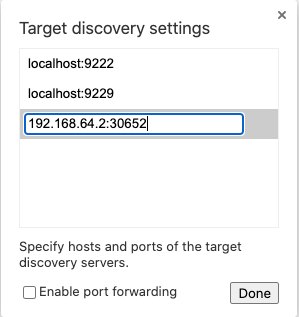 Target discovery settings
localhost:9222
localhost:9229
192.168.64.2:30652
Specify hosts and ports of the target
discovery servers.
Enable port forwarding
Done